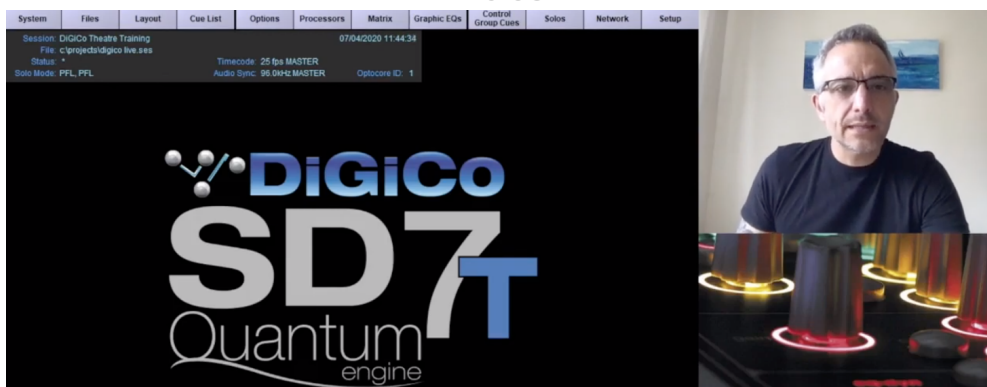 System Files Layout Cue List Options Processors Matrix Graphic EQs Control Group Cues Solos Network Setup
Session: DiGiCo Theatre Training 07/04/2020 11:44:34
File: c:\projects\digico live.ses
Status: * Timecode: 25 fps MASTER
Solo Mode: PFL, PFL Audio Sync: 96.0kHz MASTER Optocore ID: 1
DiGiCo
SD7T
Quantum
engine